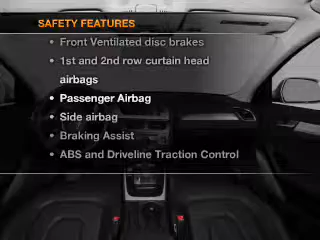 SAFETY FEATURES
• Front Ventilated disc brakes
• 1st and 2nd row curtain head
airbags
• Passenger Airbag
• Side airbag
• Braking Assist
• ABS and Driveline Traction Control